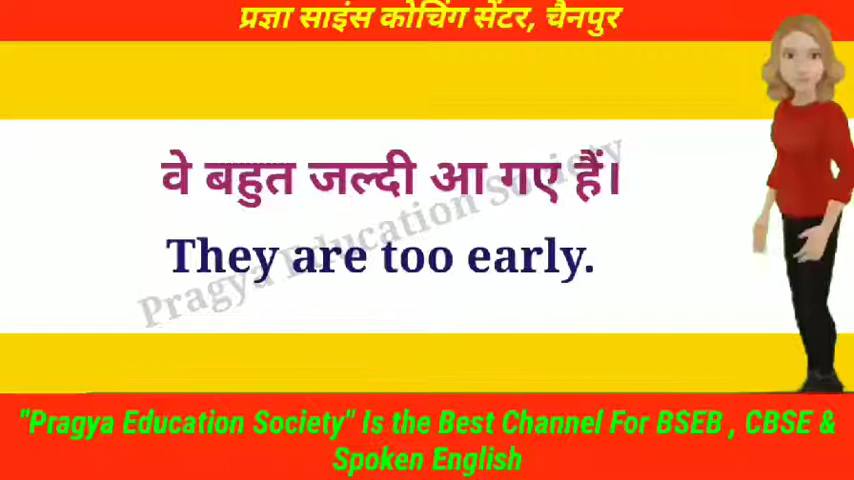 प्रज्ञा साइंस कोचिंग सेंटर, चैनपुर
वे बहुत जल्दी आ गए हैं।
They are too early.
Pragya Education Society
"Pragya Education Society" Is the Best Channel For BSEB , CBSE &
Spoken English